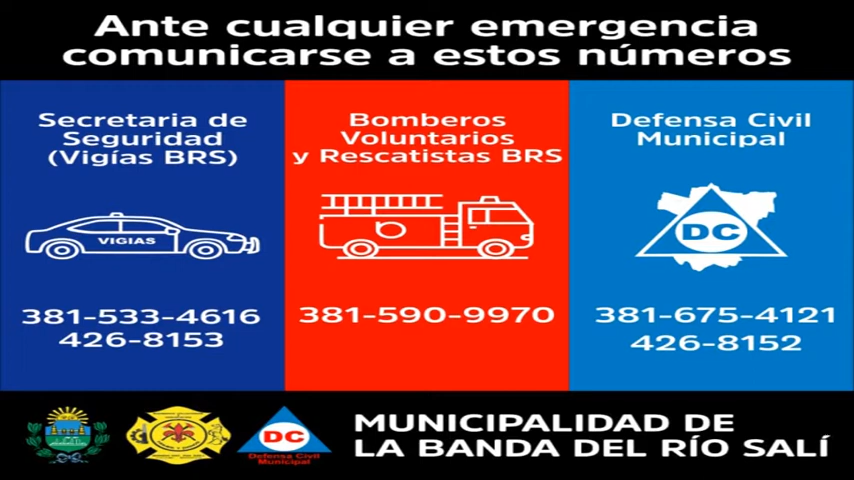 Ante cualquier emergencia
comunicarse a estos números
Secretaria de
Seguridad
(Vigías BRS)
VIGIAS
381-533-4616
426-8153
Bomberos
Voluntarios
y Rescatistas BRS
381-590-9970
Defensa Civil
Municipal
DC
381-675-4121
426-8152
DC
Defensa Civil
Municipal
MUNICIPALIDAD DE
LA BANDA DEL RÍO SALÍ